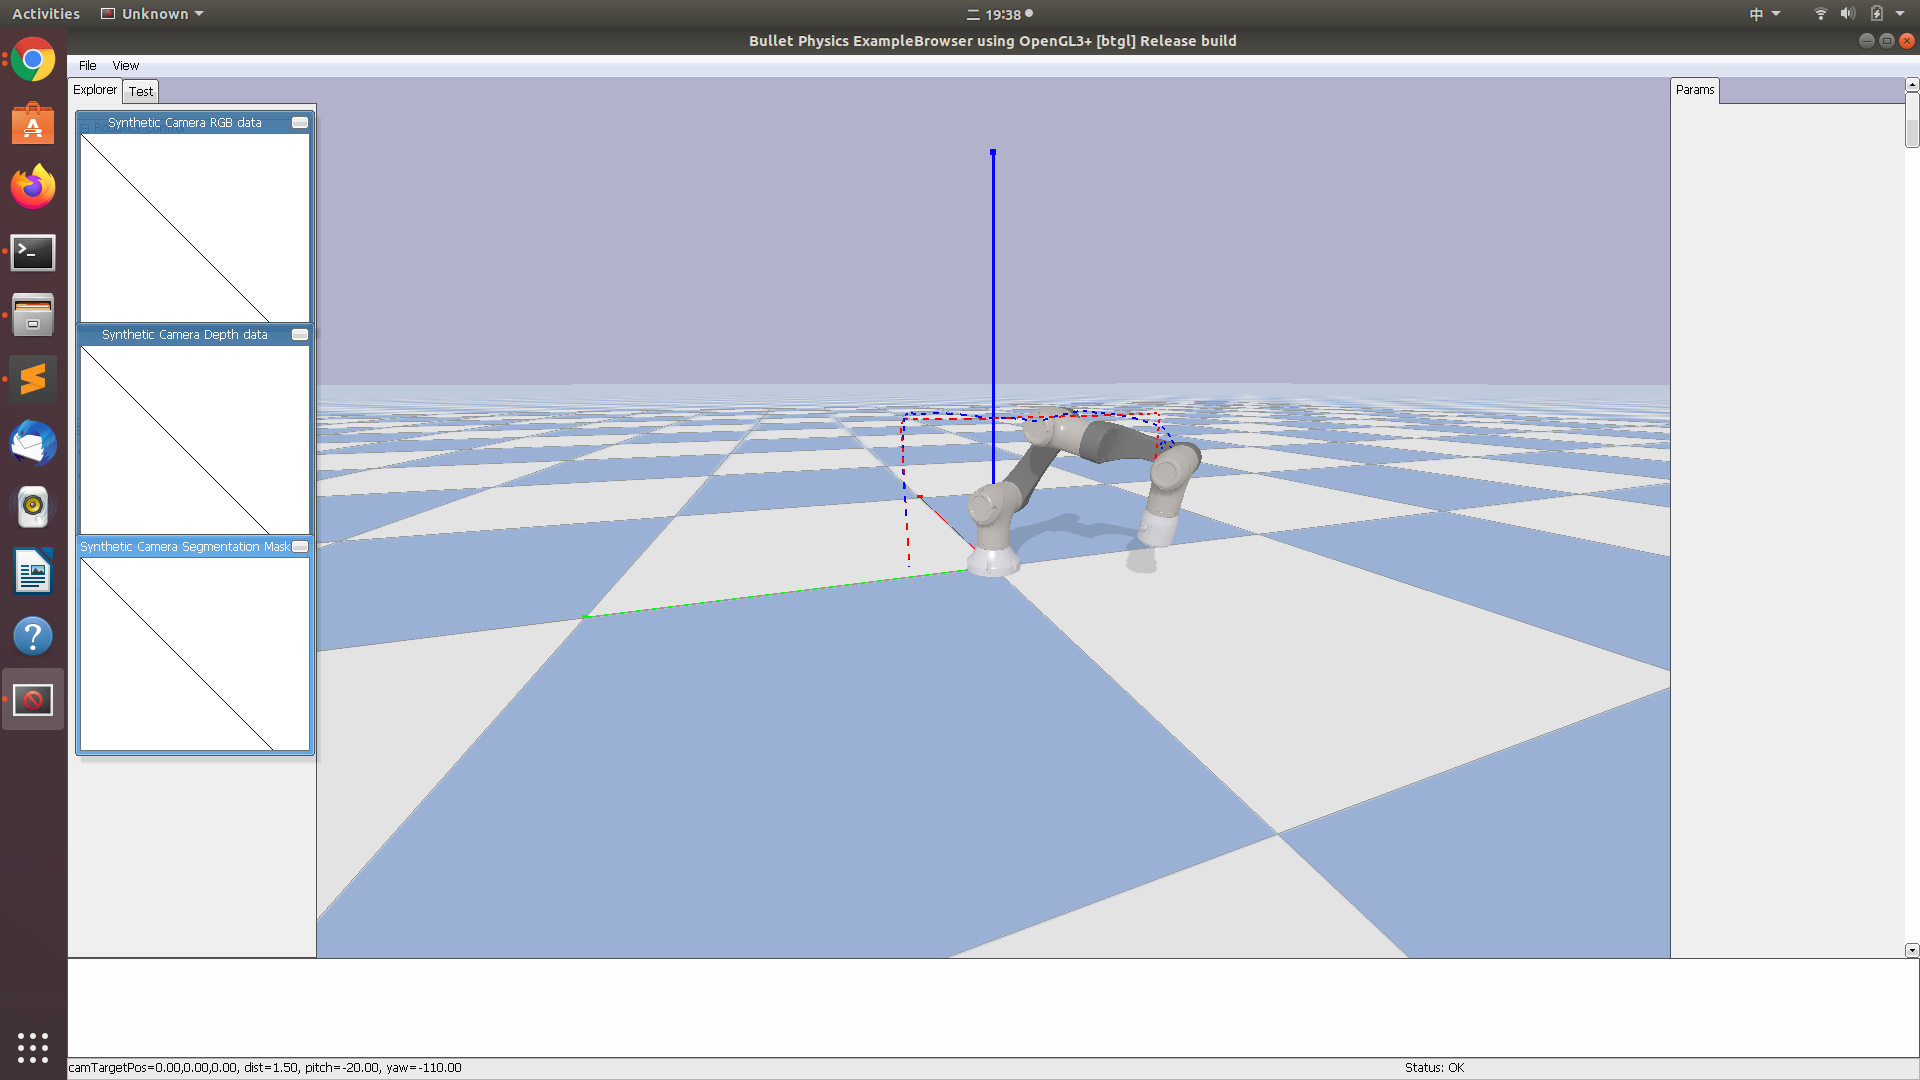 Activities
Unknown
二 19:38
中
Bullet Physics ExampleBrowser using OpenGL3+ [btgl] Release build
File
View
Explorer
Test
Params
Synthetic Camera RGB data
Synthetic Camera Depth data
Synthetic Camera Segmentation Mask
camTargetPos=0.00,0.00,0.00, dist=1.50, pitch=-20.00, yaw=-110.00
Status: OK